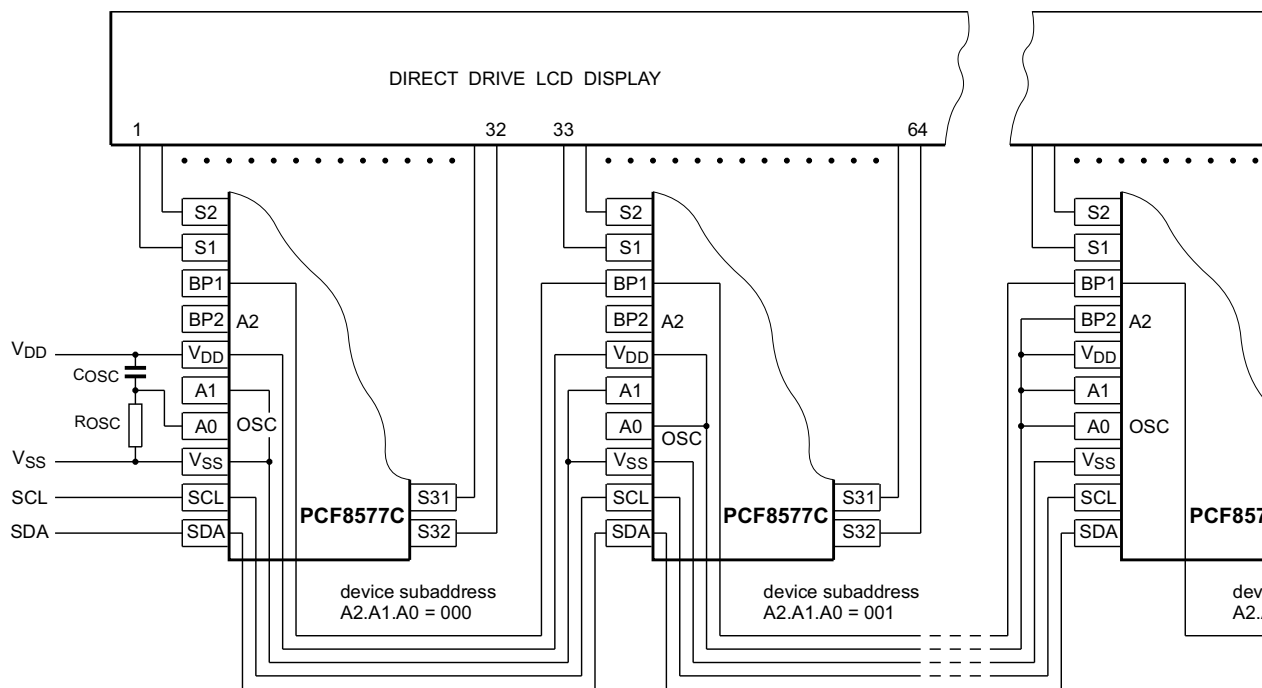 DIRECT DRIVE LCD DISPLAY
1 32 33 64
S2 S2 S2
S1 S1 S1
BP1 BP1 BP1
BP2 A2 BP2 A2 BP2 A2
VDD VDD VDD VDD
COSC
A1 A1 A1
ROSC A0 OSC A0 OSC A0 OSC
VSS VSS VSS VSS
SCL SCL S31 SCL S31 SCL
PCF8577C PCF8577C PCF857
SDA SDA S32 SDA S32 SDA
device subaddress
A2.A1.A0 = 000
device subaddress
A2.A1.A0 = 001
dev
A2.